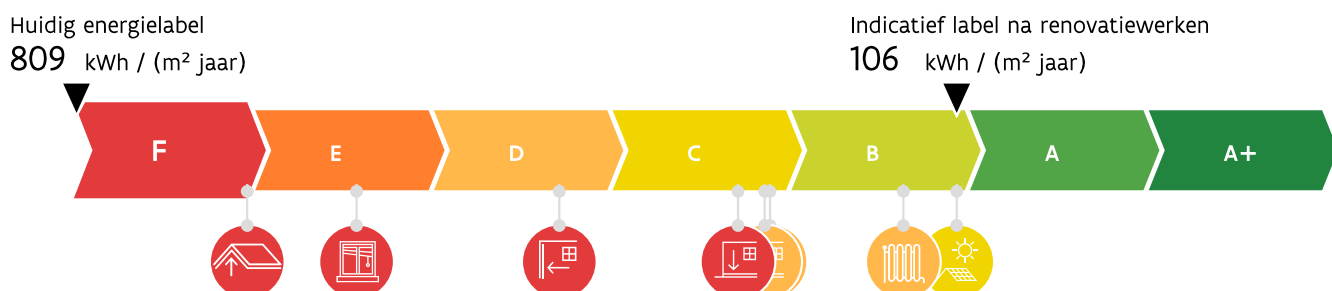 Huidig energielabel
809 kWh / (m² jaar)
Indicatief label na renovatiewerken
106 kWh / (m² jaar)
F E D C B A A+